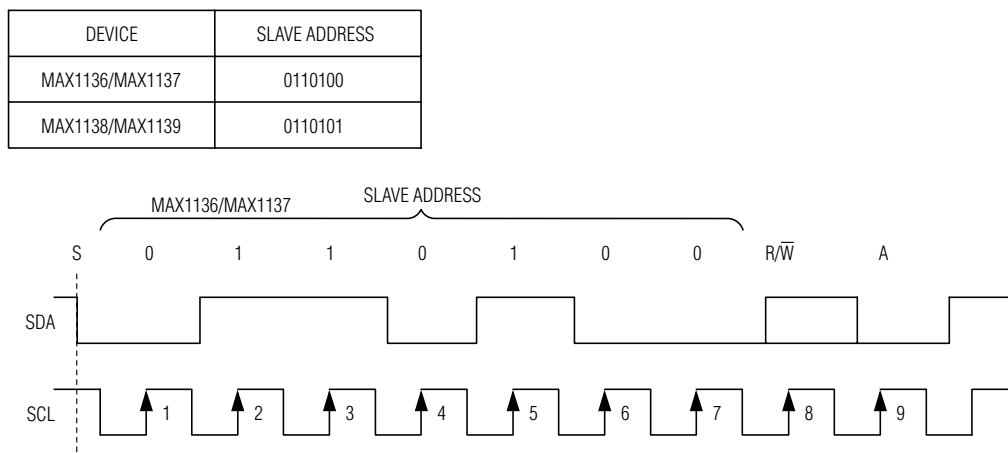 DEVICE SLAVE ADDRESS
MAX1136/MAX1137 0110100
MAX1138/MAX1139 0110101
MAX1136/MAX1137 SLAVE ADDRESS
S 0 1 1 0 1 0 0 R/W̅ A
SDA
SCL 1 2 3 4 5 6 7 8 9